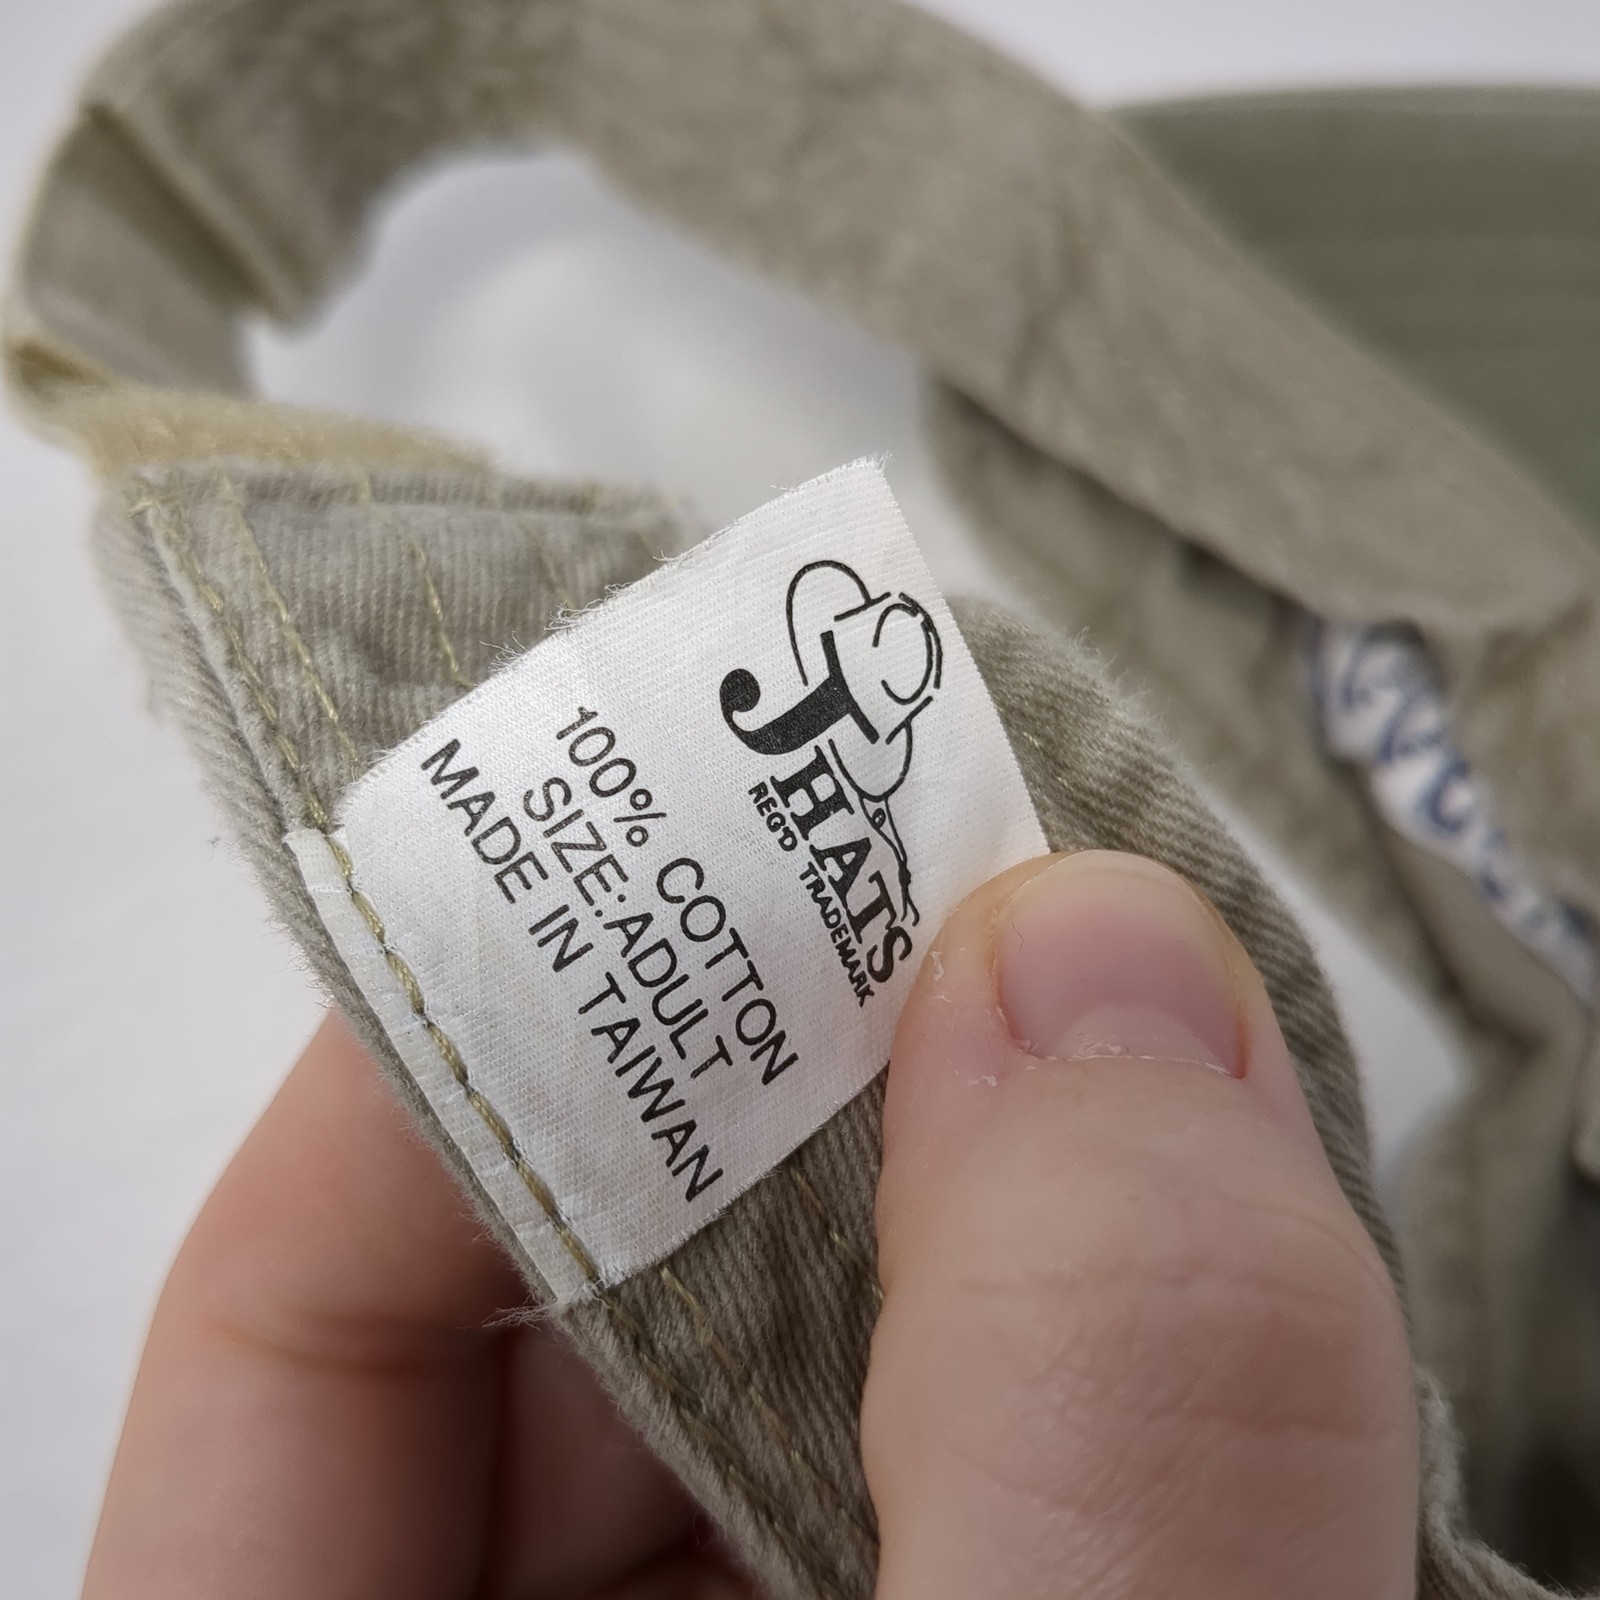 J HATS
REG'D TRADEMARK
100% COTTON
SIZE: ADULT
MADE IN TAIWAN